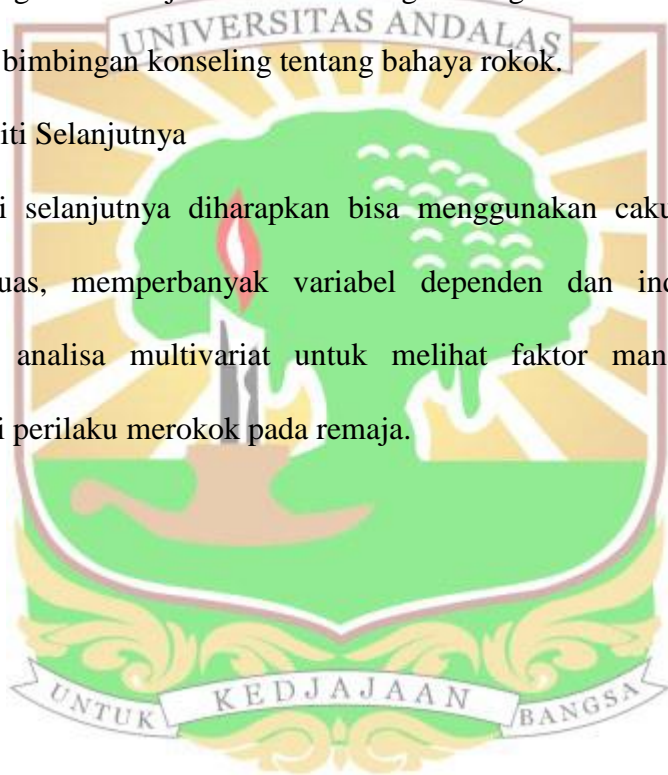 UNIVERSITAS ANDALAS
bimbingan konseling tentang bahaya rokok.
iti Selanjutnya
i selanjutnya diharapkan bisa menggunakan caku
uas, memperbanyak variabel dependen dan ind
analisa multivariat untuk melihat faktor man
i perilaku merokok pada remaja.
UNTUK KEDJAJAAN BANGSA